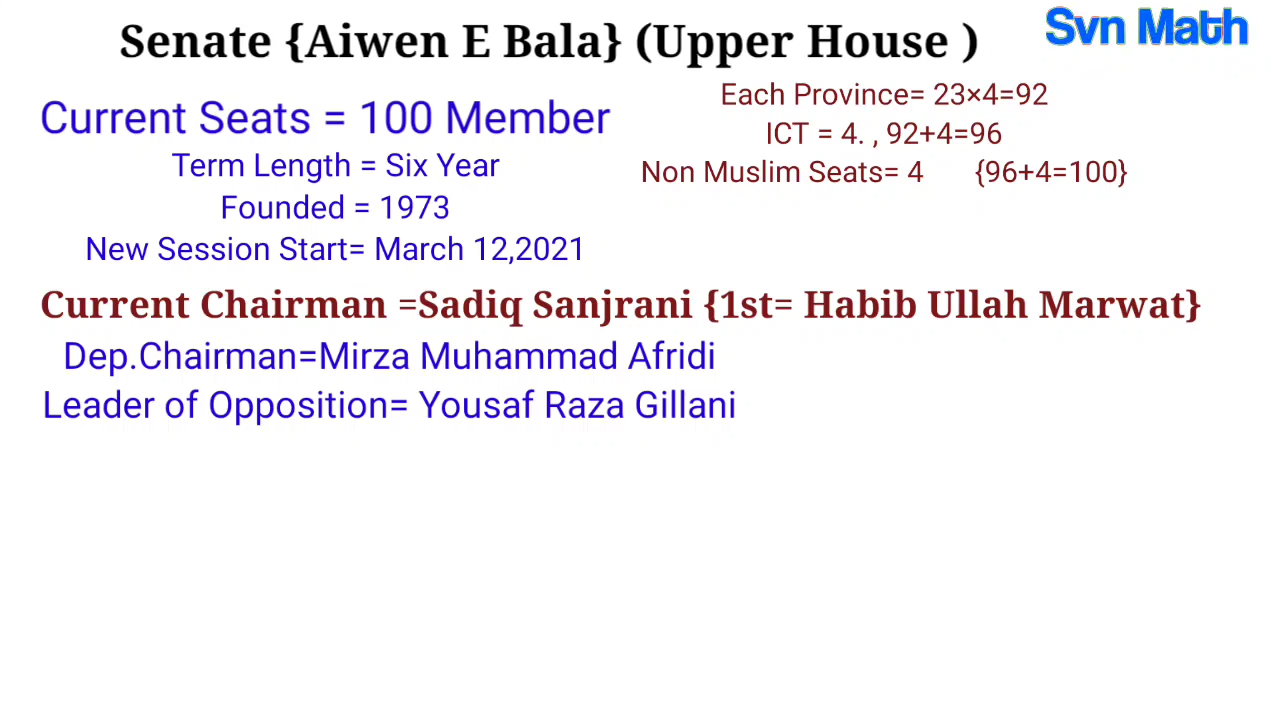 Senate {Aiwen E Bala} (Upper House )
Svn Math
Current Seats = 100 Member
Term Length = Six Year
Founded = 1973
New Session Start= March 12,2021
Each Province= 23×4=92
ICT = 4. , 92+4=96
Non Muslim Seats= 4 {96+4=100}
Current Chairman =Sadiq Sanjrani {1st= Habib Ullah Marwat}
Dep.Chairman=Mirza Muhammad Afridi
Leader of Opposition= Yousaf Raza Gillani